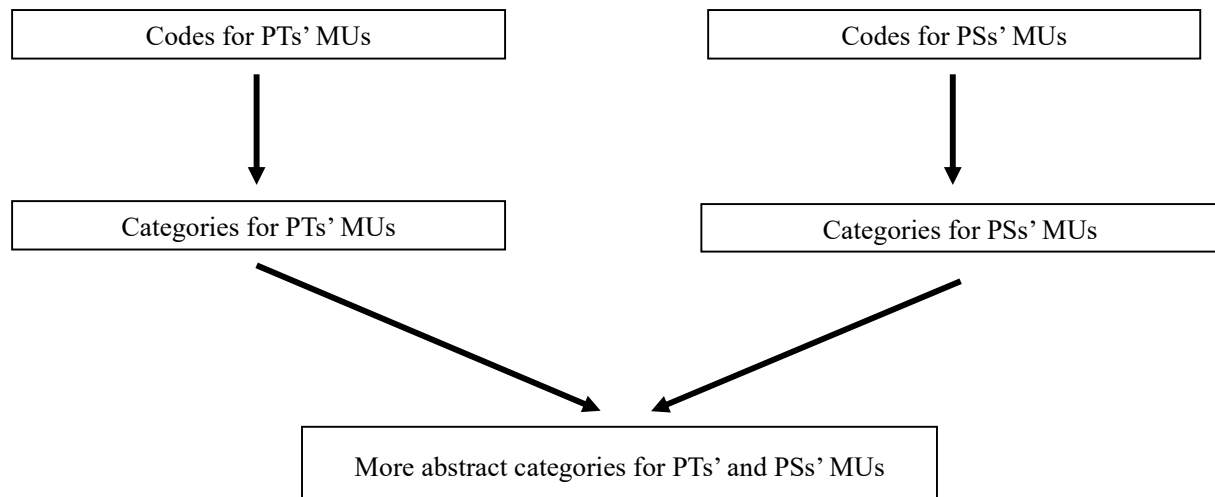 Codes for PTs’ MUs
Codes for PSs’ MUs
Categories for PTs’ MUs
Categories for PSs’ MUs
More abstract categories for PTs’ and PSs’ MUs